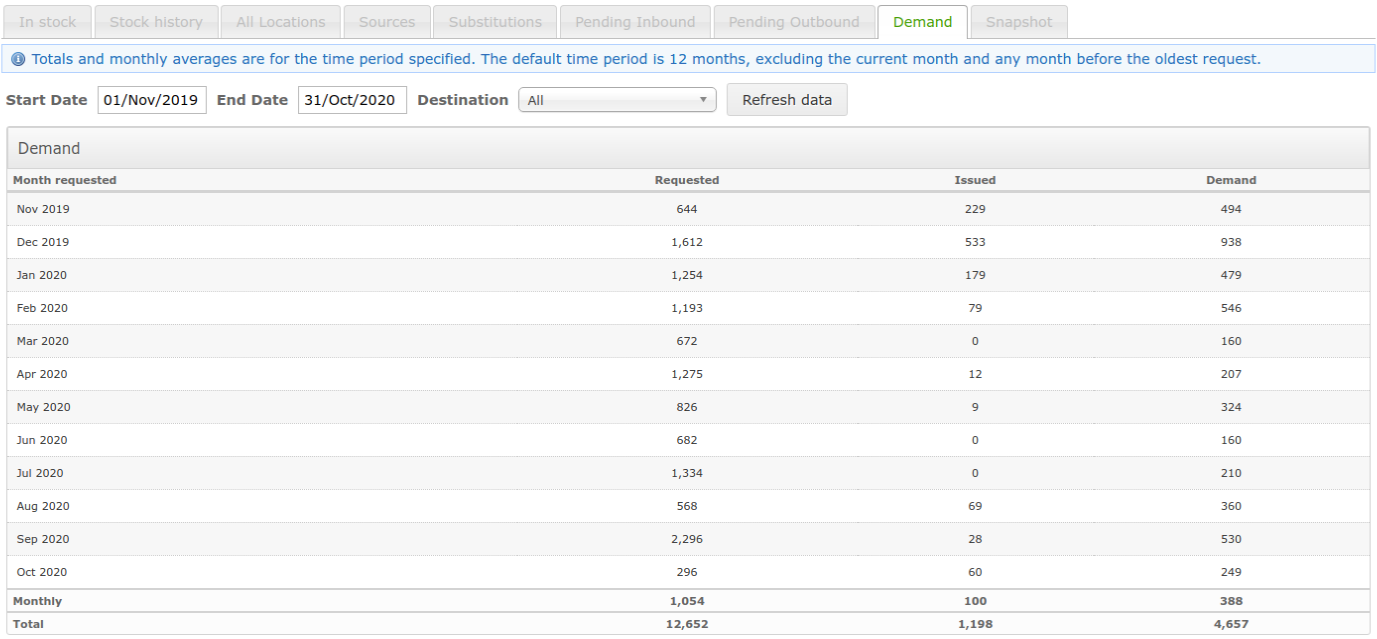 In stock Stock history All Locations Sources Substitutions Pending Inbound Pending Outbound Demand Snapshot
Totals and monthly averages are for the time period specified. The default time period is 12 months, excluding the current month and any month before the oldest request.
Start Date 01/Nov/2019 End Date 31/Oct/2020 Destination All Refresh data
Demand
Month requested Requested Issued Demand
Nov 2019 644 229 494
Dec 2019 1,612 533 938
Jan 2020 1,254 179 479
Feb 2020 1,193 79 546
Mar 2020 672 0 160
Apr 2020 1,275 12 207
May 2020 826 9 324
Jun 2020 682 0 160
Jul 2020 1,334 0 210
Aug 2020 568 69 360
Sep 2020 2,296 28 530
Oct 2020 296 60 249
Monthly 1,054 100 388
Total 12,652 1,198 4,657